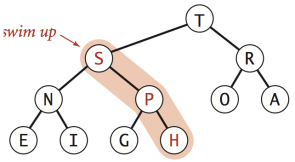 swim up
T
S R
N P O A
E I G H